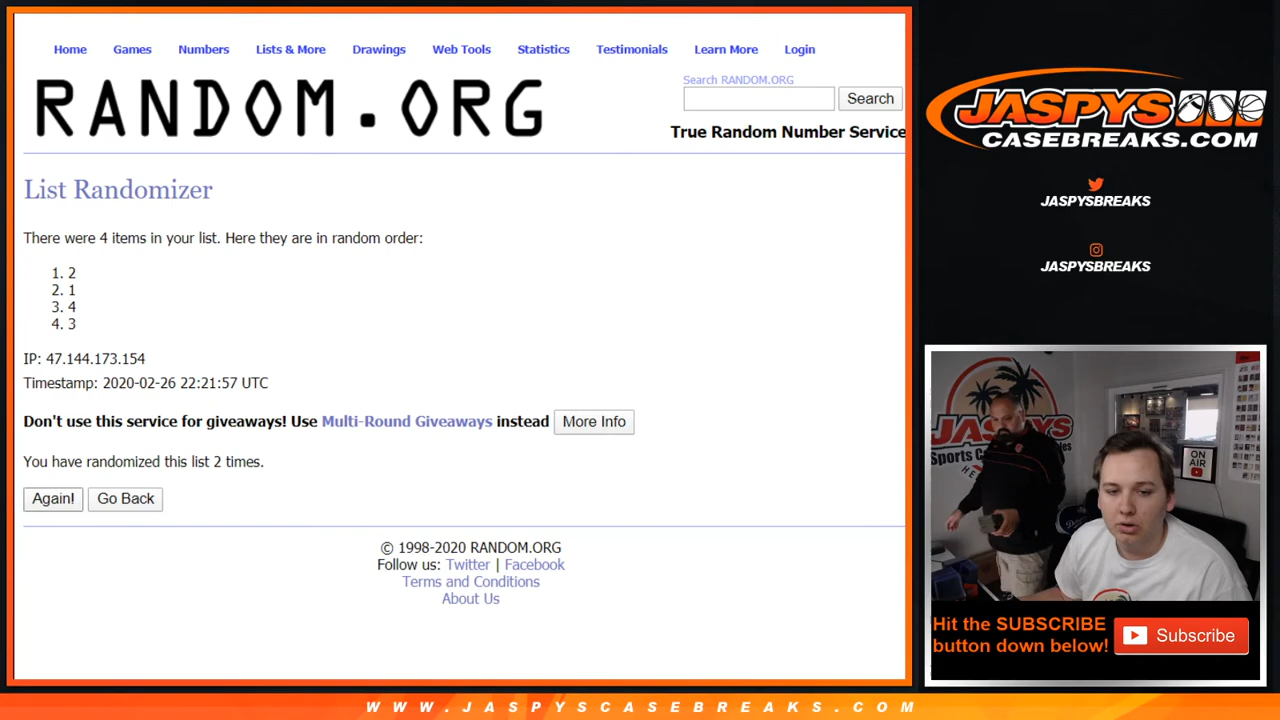 Home Games Numbers Lists & More Drawings Web Tools Statistics Testimonials Learn More Login
RANDOM.ORG
Search RANDOM.ORG
Search
True Random Number Service
List Randomizer
There were 4 items in your list. Here they are in random order:
1. 2
2. 1
3. 4
4. 3
IP: 47.144.173.154
Timestamp: 2020-02-26 22:21:57 UTC
Don't use this service for giveaways! Use Multi-Round Giveaways instead More Info
You have randomized this list 2 times.
Again! Go Back
© 1998-2020 RANDOM.ORG
Follow us: Twitter | Facebook
Terms and Conditions
About Us
JASPYS
CASEBREAKS.COM
JASPYSBREAKS
JASPYSBREAKS
JASPYS
Sports C
ON
AIR
Hit the SUBSCRIBE
button down below!
Subscribe
WWW.JASPYSCASEBREAKS.COM